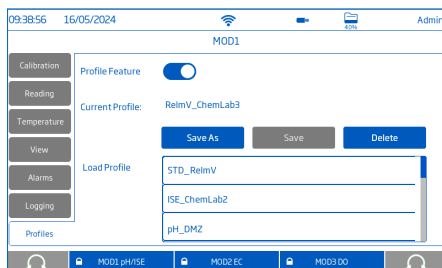 09:38:56 16/05/2024 40% Admin
MOD1
Calibration
Profile Feature
Reading
Current Profile: RelmV_ChemLab3
Temperature
Save As Save Delete
View
Load Profile
STD_RelmV
Alarms
ISE_ChemLab2
Logging
pH_DMZ
Profiles
MOD1 pH/ISE MOD2 EC MOD3 DO